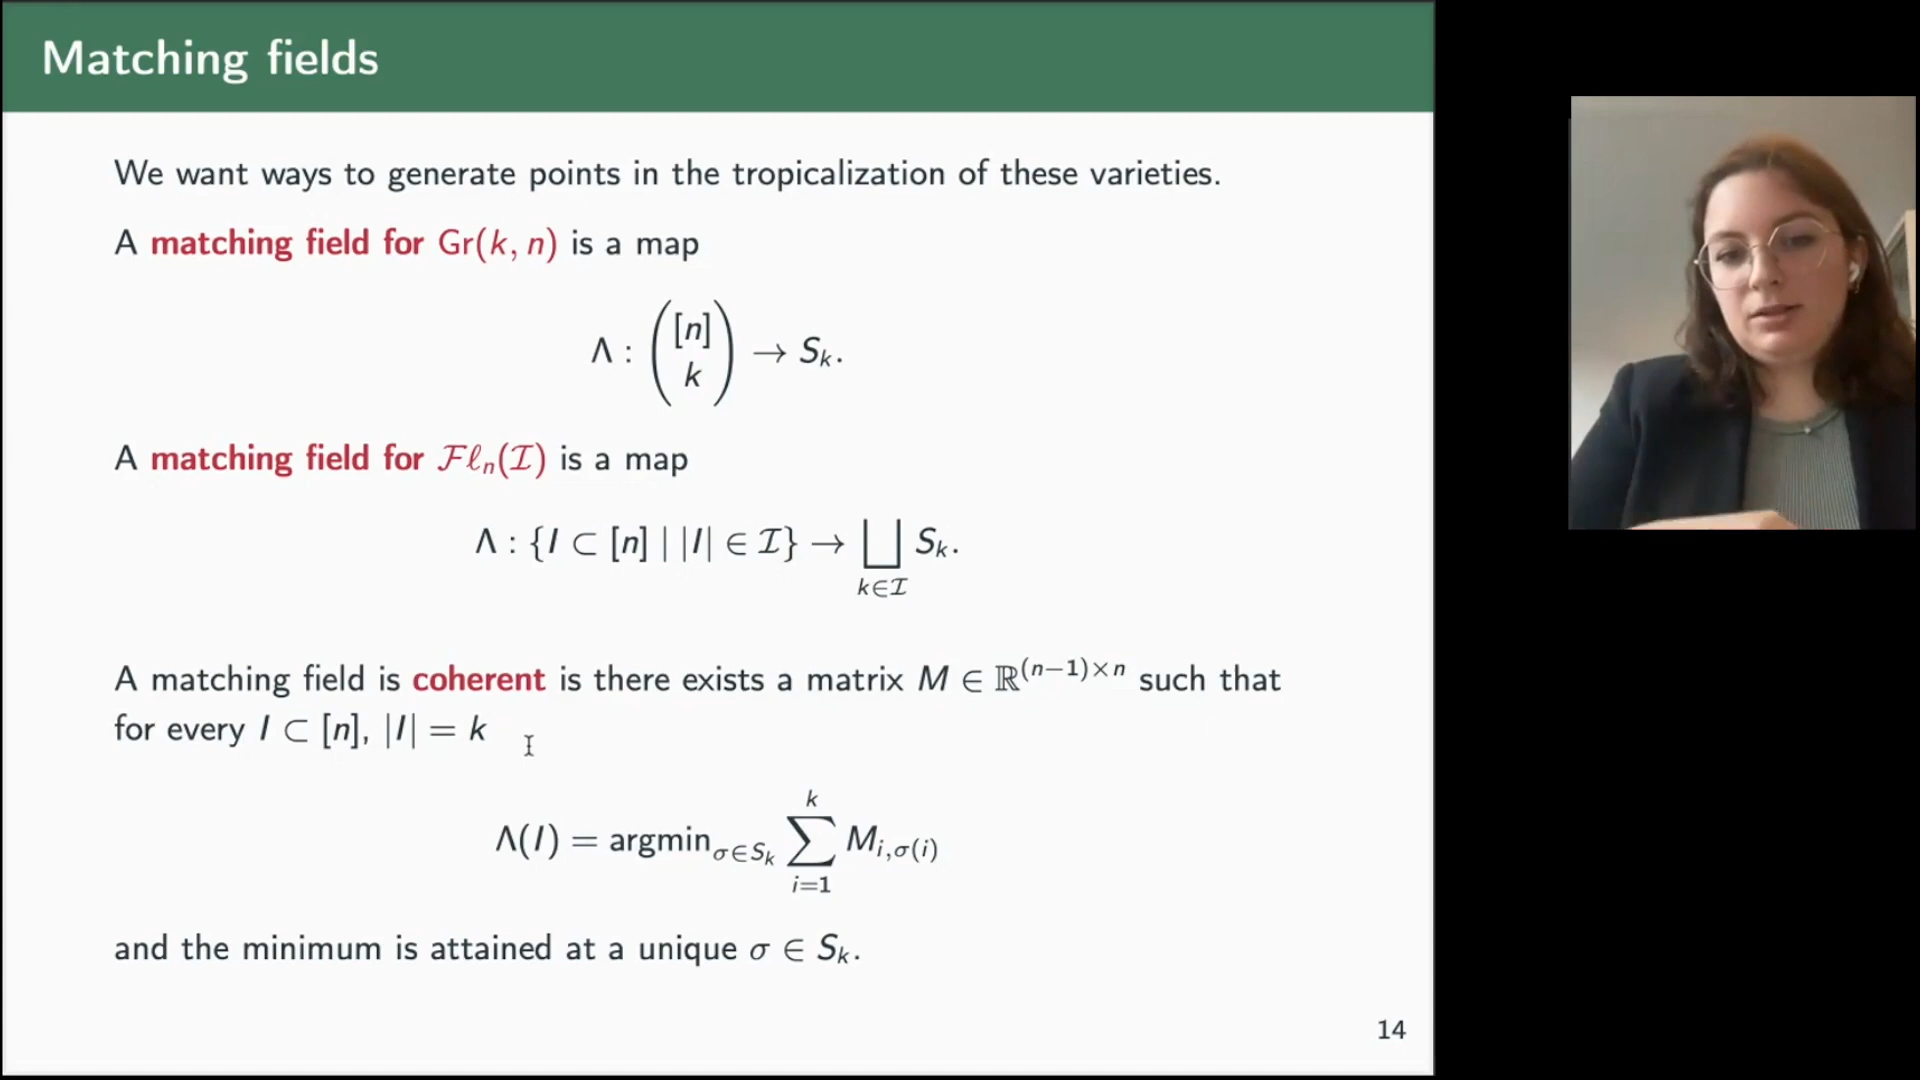 Matching fields
We want ways to generate points in the tropicalization of these varieties.
A matching field for Gr(k, n) is a map
Λ : ([n] k) → S_k.
A matching field for ℱℓ_n(ℐ) is a map
Λ : {I ⊂ [n] | |I| ∈ ℐ} → ⨆_{k∈ℐ} S_k.
A matching field is coherent is there exists a matrix M ∈ ℝ^{(n−1)×n} such that
for every I ⊂ [n], |I| = k
Λ(I) = argmin_{σ∈S_k} ∑_{i=1}^{k} M_{i,σ(i)}
and the minimum is attained at a unique σ ∈ S_k.
14